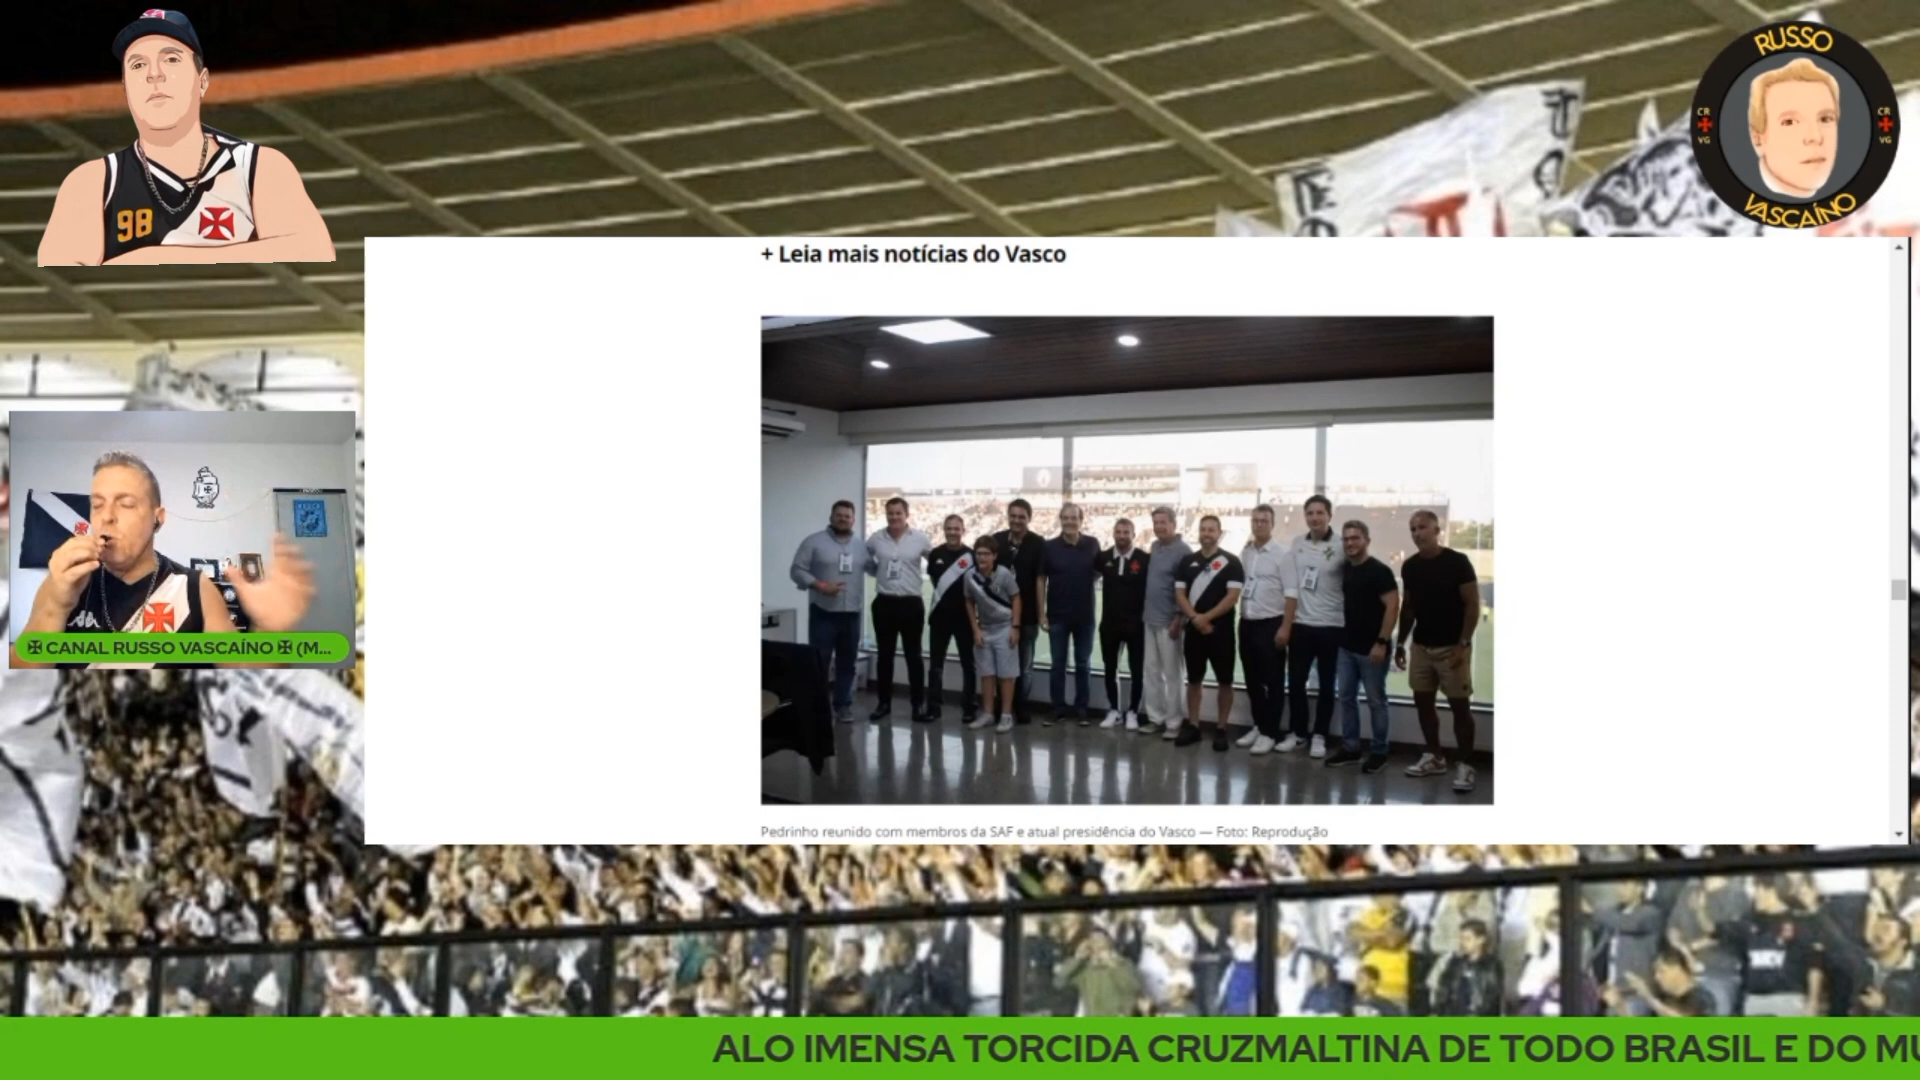 RUSSO
CR
VG
CR
VG
VASCAÍNO
98
+ Leia mais notícias do Vasco
✠ CANAL RUSSO VASCAÍNO ✠ (M...
Pedrinho reunido com membros da SAF e atual presidência do Vasco — Foto: Reprodução
ALO IMENSA TORCIDA CRUZMALTINA DE TODO BRASIL E DO MU